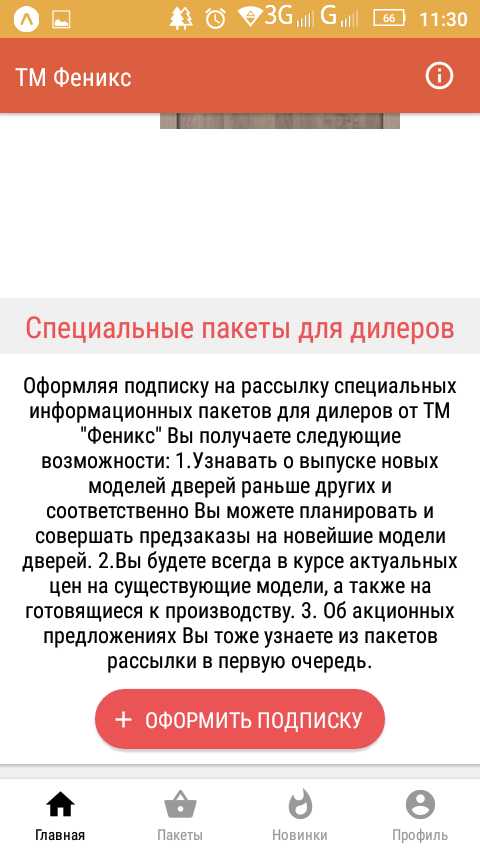 3G G 66 11:30
ТМ Феникс
Специальные пакеты для дилеров
Оформляя подписку на рассылку специальных
информационных пакетов для дилеров от ТМ
"Феникс" Вы получаете следующие
возможности: 1.Узнавать о выпуске новых
моделей дверей раньше других и
соответственно Вы можете планировать и
совершать предзаказы на новейшие модели
дверей. 2.Вы будете всегда в курсе актуальных
цен на существующие модели, а также на
готовящиеся к производству. 3. Об акционных
предложениях Вы тоже узнаете из пакетов
рассылки в первую очередь.
+ ОФОРМИТЬ ПОДПИСКУ
Главная Пакеты Новинки Профиль